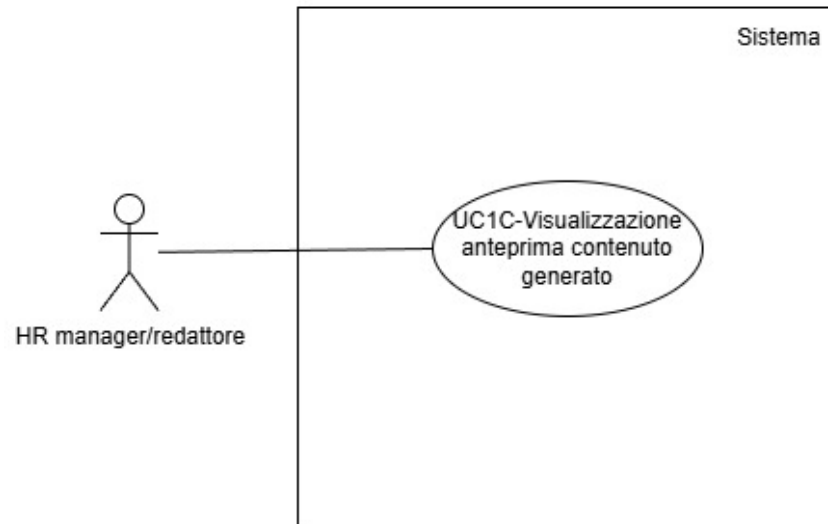 Sistema
UC1C-Visualizzazione
anteprima contenuto
generato
HR manager/redattore